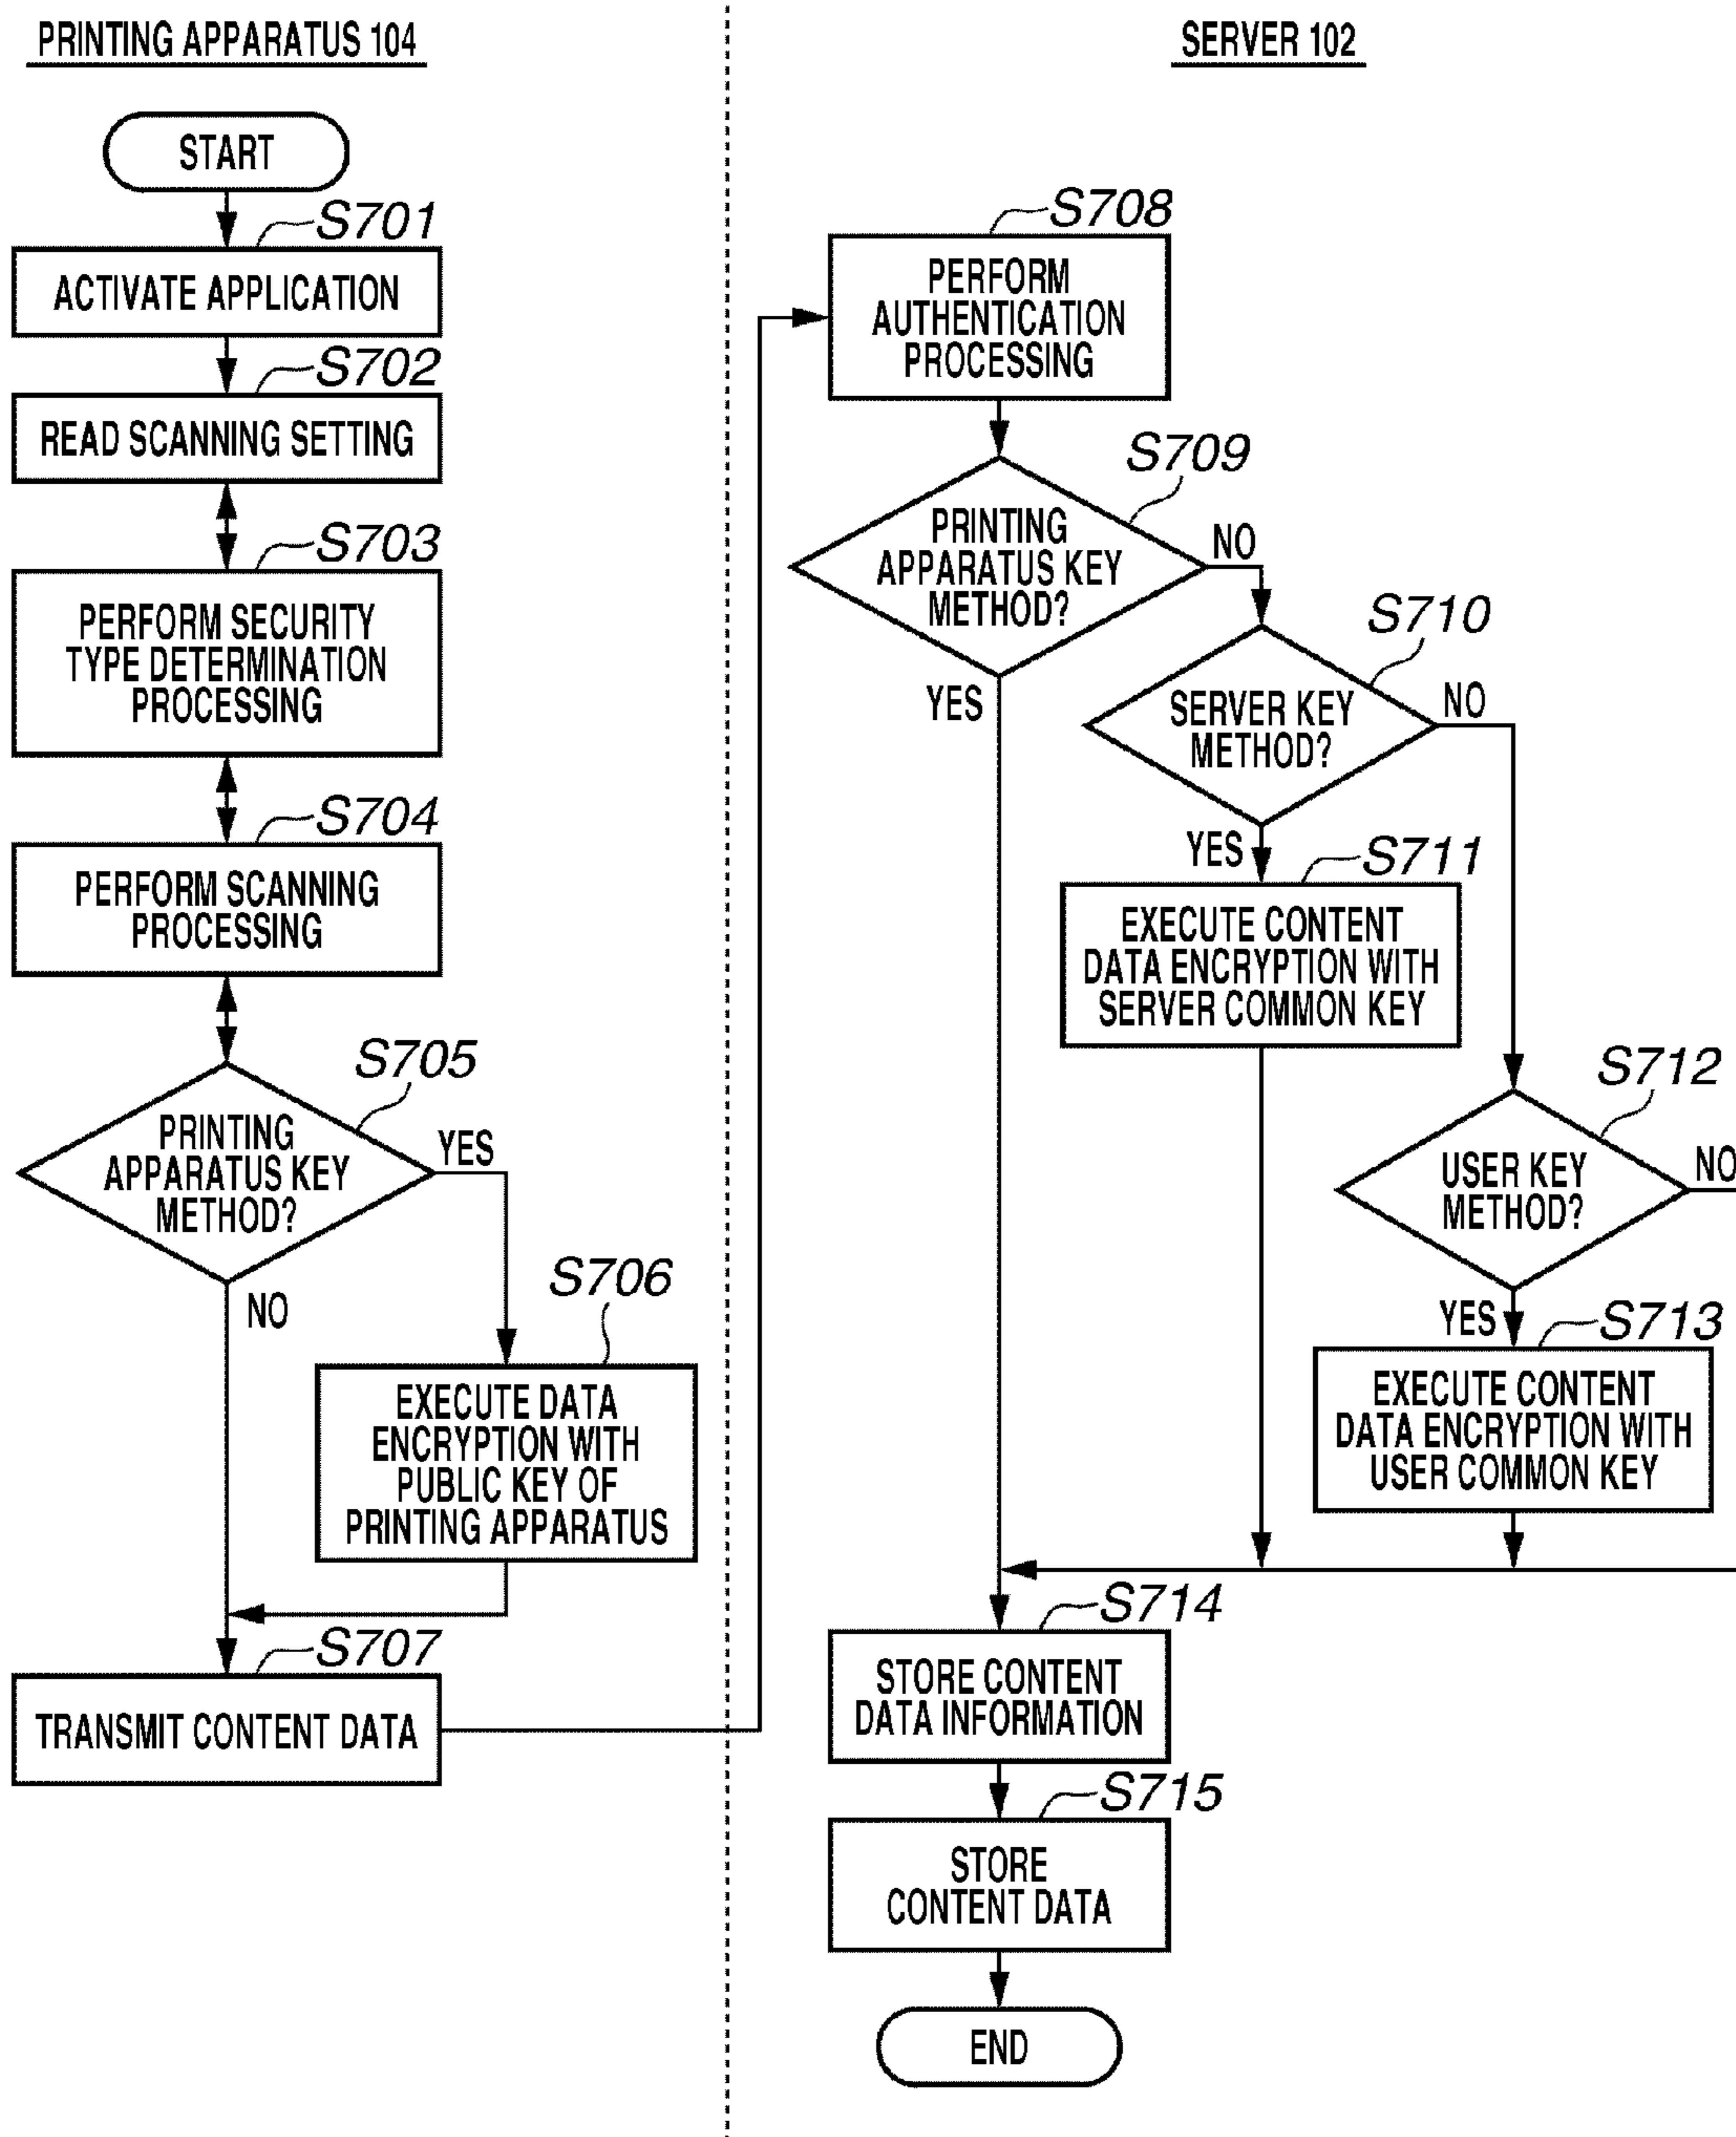 PRINTING APPARATUS 104
START
S701
ACTIVATE APPLICATION
S702
READ SCANNING SETTING
S703
PERFORM SECURITY
TYPE DETERMINATION
PROCESSING
S704
PERFORM SCANNING
PROCESSING
S705
PRINTING
APPARATUS KEY
METHOD?
YES
NO
S706
EXECUTE DATA
ENCRYPTION WITH
PUBLIC KEY OF
PRINTING APPARATUS
S707
TRANSMIT CONTENT DATA
SERVER 102
S708
PERFORM
AUTHENTICATION
PROCESSING
S709
PRINTING
APPARATUS KEY
METHOD?
NO
YES
S710
SERVER KEY
METHOD?
NO
YES
S711
EXECUTE CONTENT
DATA ENCRYPTION WITH
SERVER COMMON KEY
S712
USER KEY
METHOD?
NO
YES
S713
EXECUTE CONTENT
DATA ENCRYPTION WITH
USER COMMON KEY
S714
STORE CONTENT
DATA INFORMATION
S715
STORE
CONTENT DATA
END